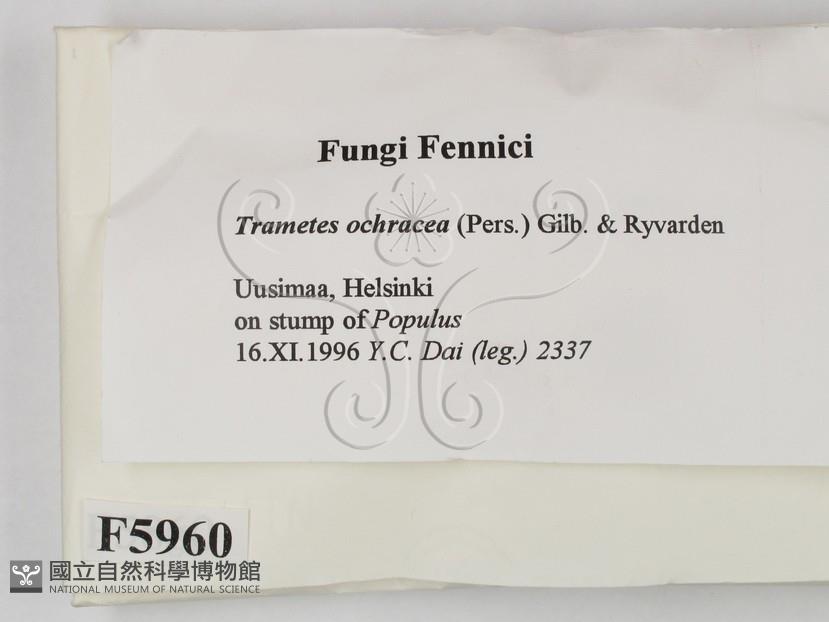 Fungi Fennici
Trametes ochracea (Pers.) Gilb. & Ryvarden
Uusimaa, Helsinki
on stump of Populus
16.XI.1996 Y.C. Dai (leg.) 2337
F5960
國立自然科學博物館
NATIONAL MUSEUM OF NATURAL SCIENCE